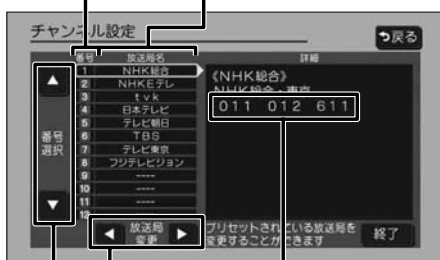 チャンネル設定
戻る
番号 放送局名 詳細
1 NHK総合
2 NHKEテレ
3 tvk
4 日本テレビ
5 テレビ朝日
6 TBS
7 テレビ東京
8 フジテレビジョン
9 ----
10 ----
11 ----
12
《NHK総合》
NHK総合・東京
011 012 611
番号
選択
放送局
変更
プリセットされている放送局を
変更することができます
終了